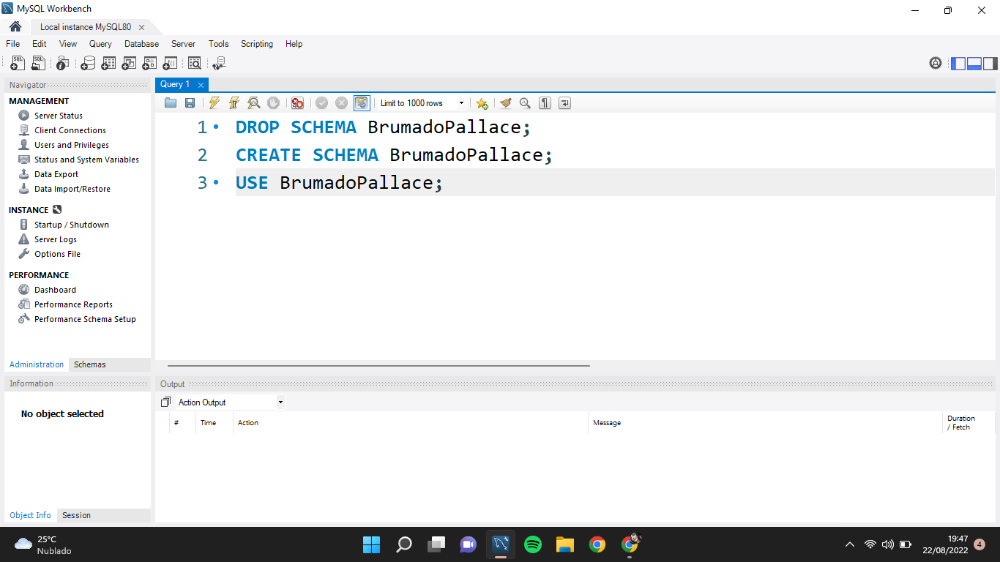 MySQL Workbench
Local instance MySQL80
File Edit View Query Database Server Tools Scripting Help
Navigator
MANAGEMENT
Server Status
Client Connections
Users and Privileges
Status and System Variables
Data Export
Data Import/Restore
INSTANCE
Startup / Shutdown
Server Logs
Options File
PERFORMANCE
Dashboard
Performance Reports
Performance Schema Setup
Administration Schemas
Information
No object selected
Object Info Session
Query 1
Limit to 1000 rows
1 DROP SCHEMA BrumadoPallace;
2 CREATE SCHEMA BrumadoPallace;
3 USE BrumadoPallace;
Output
Action Output
# Time Action Message Duration / Fetch
25°C
Nublado
19:47
22/08/2022
4